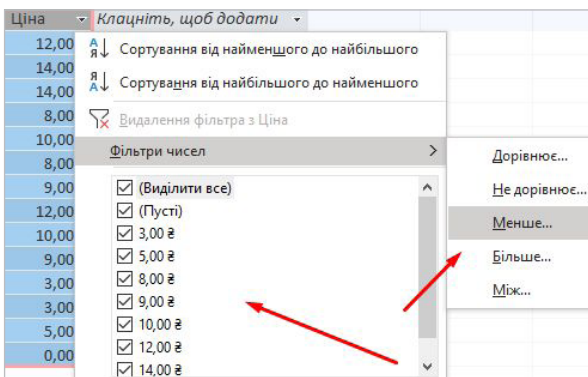 Ціна Клацніть, щоб додати
12,00
14,00
14,00
8,00
10,00
8,00
9,00
12,00
10,00
9,00
3,00
3,00
5,00
0,00
Сортування від найменшого до найбільшого
Сортування від найбільшого до найменшого
Видалення фільтра з Ціна
Фільтри чисел
(Виділити все)
(Пусті)
3,00 ₴
5,00 ₴
8,00 ₴
9,00 ₴
10,00 ₴
12,00 ₴
14,00 ₴
Дорівнює...
Не дорівнює...
Менше...
Більше...
Між...